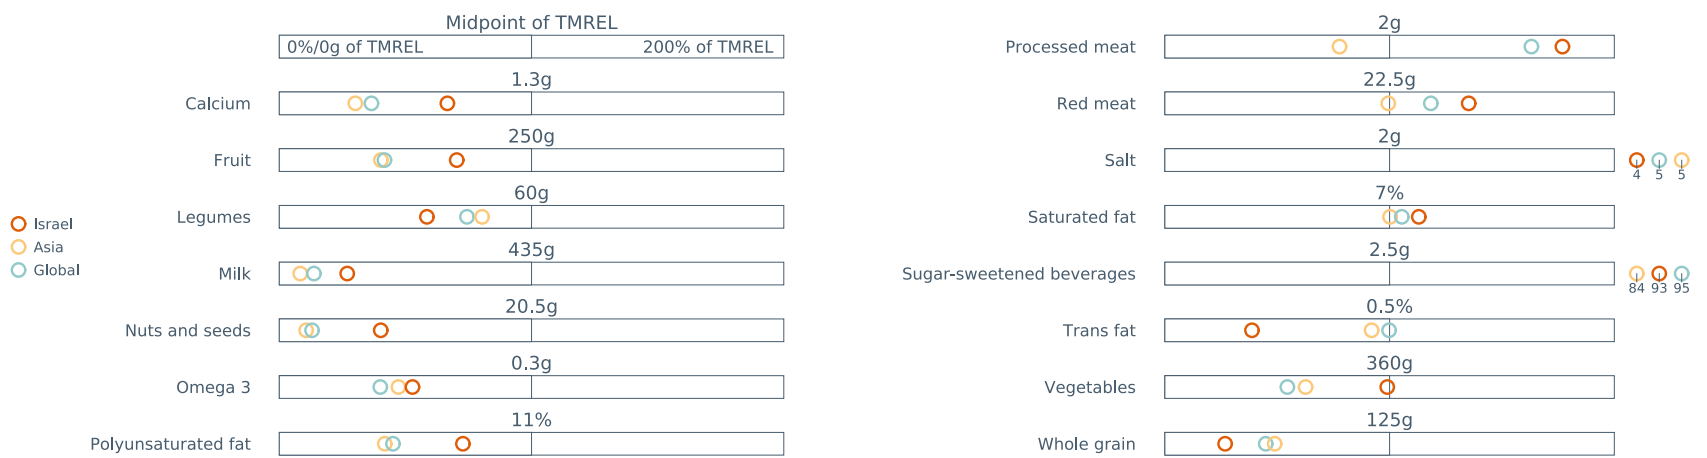 Midpoint of TMREL
0%/0g of TMREL
200% of TMREL
1.3g
Calcium
250g
Fruit
60g
Legumes
435g
Milk
20.5g
Nuts and seeds
0.3g
Omega 3
11%
Polyunsaturated fat
Israel
Asia
Global
2g
Processed meat
22.5g
Red meat
2g
Salt
4 5 5
7%
Saturated fat
2.5g
Sugar-sweetened beverages
84 93 95
0.5%
Trans fat
360g
Vegetables
125g
Whole grain